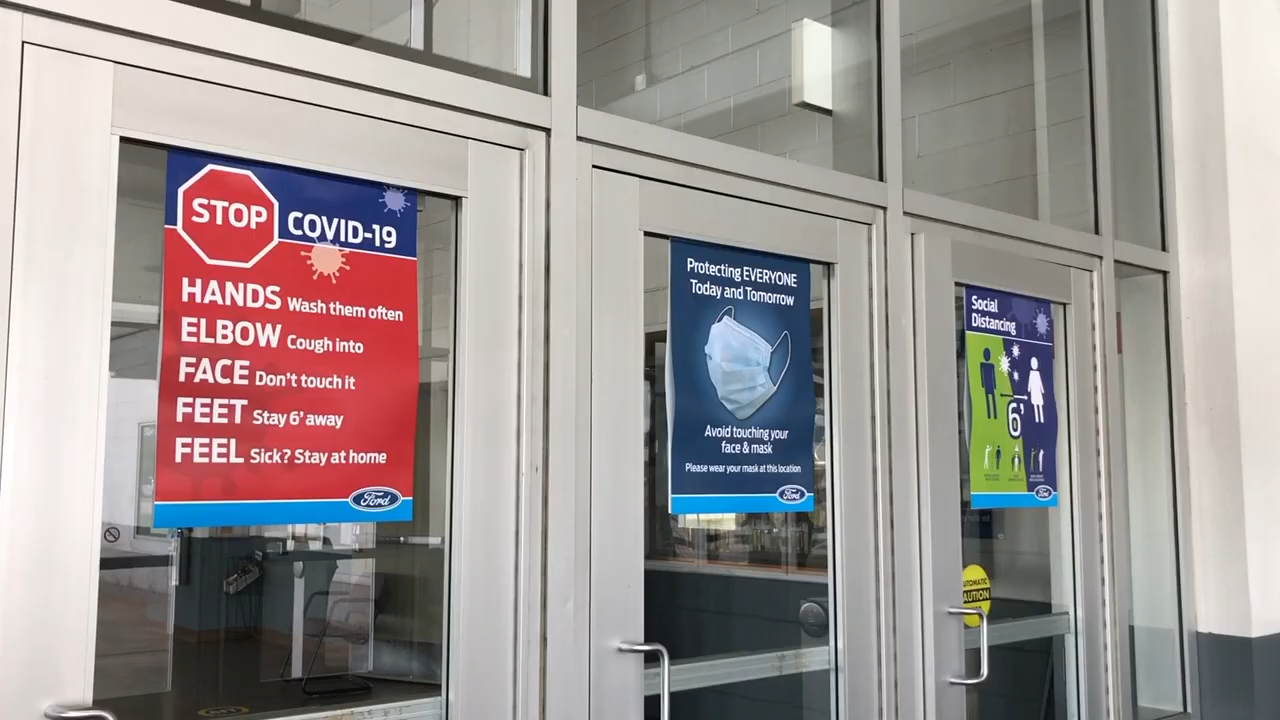 STOP
COVID-19
HANDS Wash them often
ELBOW Cough into
FACE Don't touch it
FEET Stay 6' away
FEEL Sick? Stay at home
Ford
Protecting EVERYONE
Today and Tomorrow
Avoid touching your
face & mask
Please wear your mask at this location
Ford
Social
Distancing
6'
Ford
AUTOMATIC
CAUTION